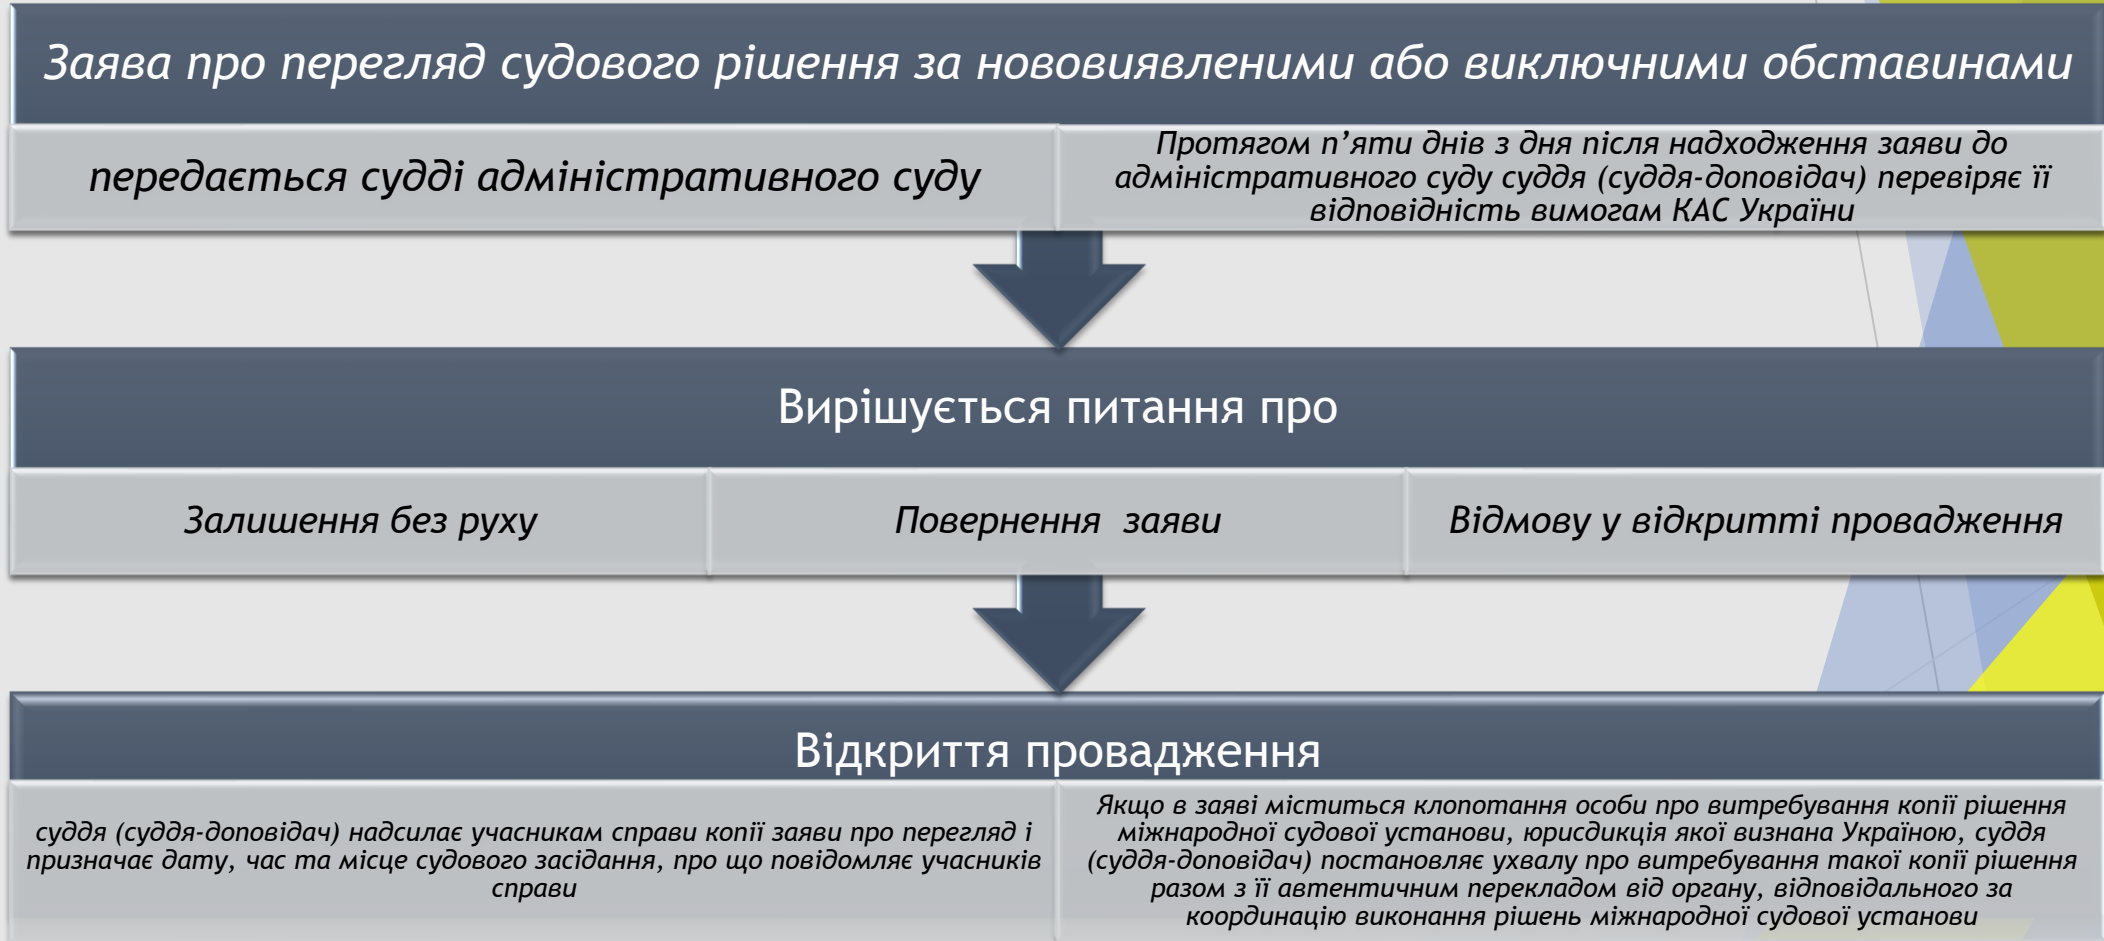 Заява про перегляд судового рішення за нововиявленими або виключними обставинами
передається судді адміністративного суду
Протягом п’яти днів з дня після надходження заяви до
адміністративного суду суддя (суддя-доповідач) перевіряє її
відповідність вимогам КАС України
Вирішується питання про
Залишення без руху
Повернення заяви
Відмову у відкритті провадження
Відкриття провадження
суддя (суддя-доповідач) надсилає учасникам справи копії заяви про перегляд і
призначає дату, час та місце судового засідання, про що повідомляє учасників
справи
Якщо в заяві міститься клопотання особи про витребування копії рішення
міжнародної судової установи, юрисдикція якої визнана Україною, суддя
(суддя-доповідач) постановляє ухвалу про витребування такої копії рішення
разом з її автентичним перекладом від органу, відповідального за
координацію виконання рішень міжнародної судової установи